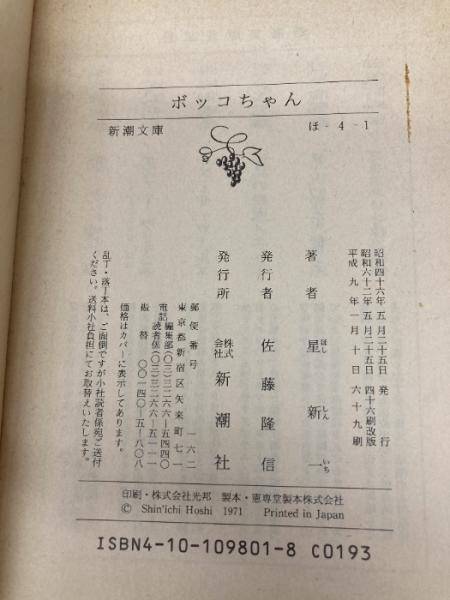 ボッコちゃん
新潮文庫
ほ-4-1
昭和四十六年五月二十五日 発行
昭和六十二年五月二十五日 四十六刷改版
平成九年一月十日 六十九刷
著者 星新一
ほし しん いち
発行者 佐藤隆信
発行所 株式会社 新潮社
郵便番号 一六二
東京都新宿区矢来町七一
電話 編集部(〇三)三二六六―五四四〇
読者係(〇三)三二六六―五一一一
振替 〇〇一四〇―五―八〇八
価格はカバーに表示してあります。
乱丁・落丁本は、ご面倒ですが小社読者係宛ご送付
ください。送料小社負担にてお取替えいたします。
印刷・株式会社光邦 製本・憲専堂製本株式会社
© Shin'ichi Hoshi 1971 Printed in Japan
ISBN4-10-109801-8 C0193